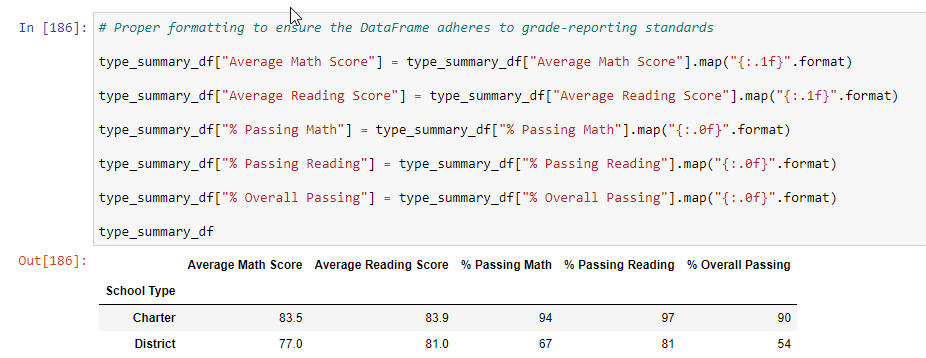 In [186]: # Proper formatting to ensure the DataFrame adheres to grade-reporting standards
type_summary_df["Average Math Score"] = type_summary_df["Average Math Score"].map("{:.1f}".format)
type_summary_df["Average Reading Score"] = type_summary_df["Average Reading Score"].map("{:.1f}".format)
type_summary_df["% Passing Math"] = type_summary_df["% Passing Math"].map("{:.0f}".format)
type_summary_df["% Passing Reading"] = type_summary_df["% Passing Reading"].map("{:.0f}".format)
type_summary_df["% Overall Passing"] = type_summary_df["% Overall Passing"].map("{:.0f}".format)
type_summary_df
Out[186]:
Average Math Score Average Reading Score % Passing Math % Passing Reading % Overall Passing
School Type
Charter 83.5 83.9 94 97 90
District 77.0 81.0 67 81 54